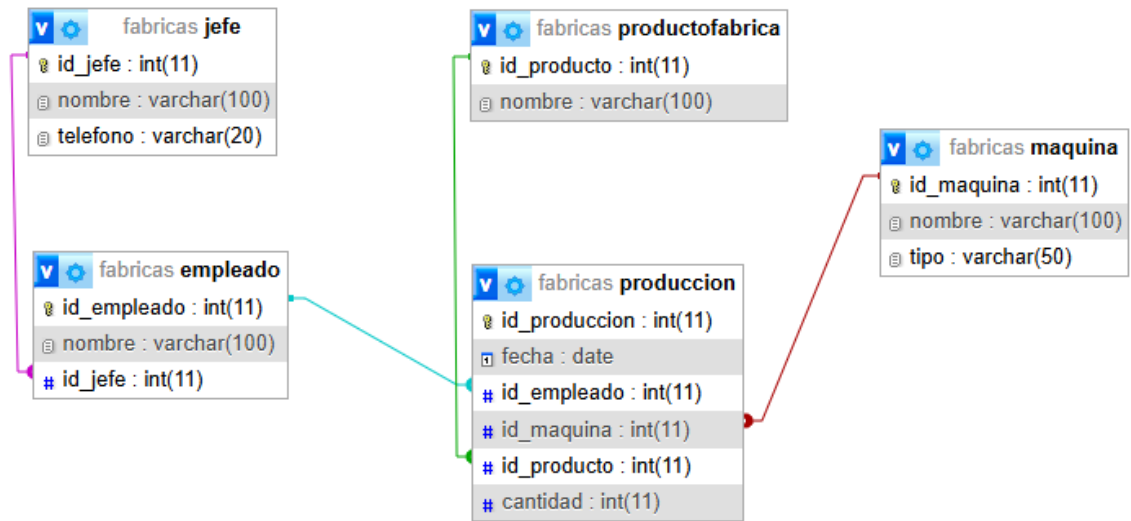 fabricas jefe
id_jefe : int(11)
nombre : varchar(100)
telefono : varchar(20)
fabricas productofabrica
id_producto : int(11)
nombre : varchar(100)
fabricas maquina
id_maquina : int(11)
nombre : varchar(100)
tipo : varchar(50)
fabricas empleado
id_empleado : int(11)
nombre : varchar(100)
# id_jefe : int(11)
fabricas produccion
id_produccion : int(11)
fecha : date
# id_empleado : int(11)
# id_maquina : int(11)
# id_producto : int(11)
# cantidad : int(11)